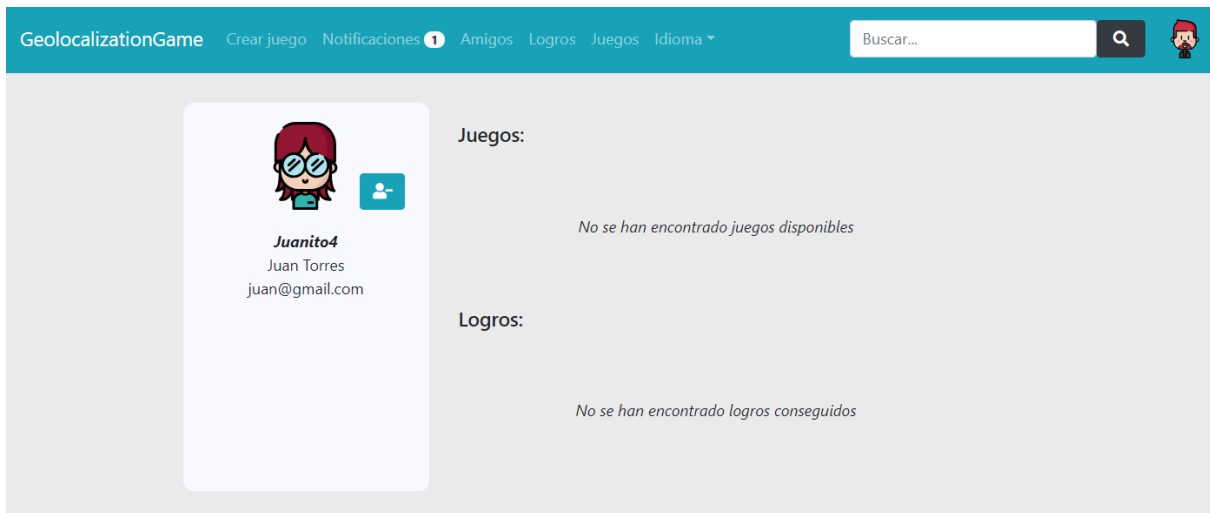 GeolocalizationGame Crear juego Notificaciones 1 Amigos Logros Juegos Idioma Buscar...
Juanito4
Juan Torres
juan@gmail.com
Juegos:
No se han encontrado juegos disponibles
Logros:
No se han encontrado logros conseguidos